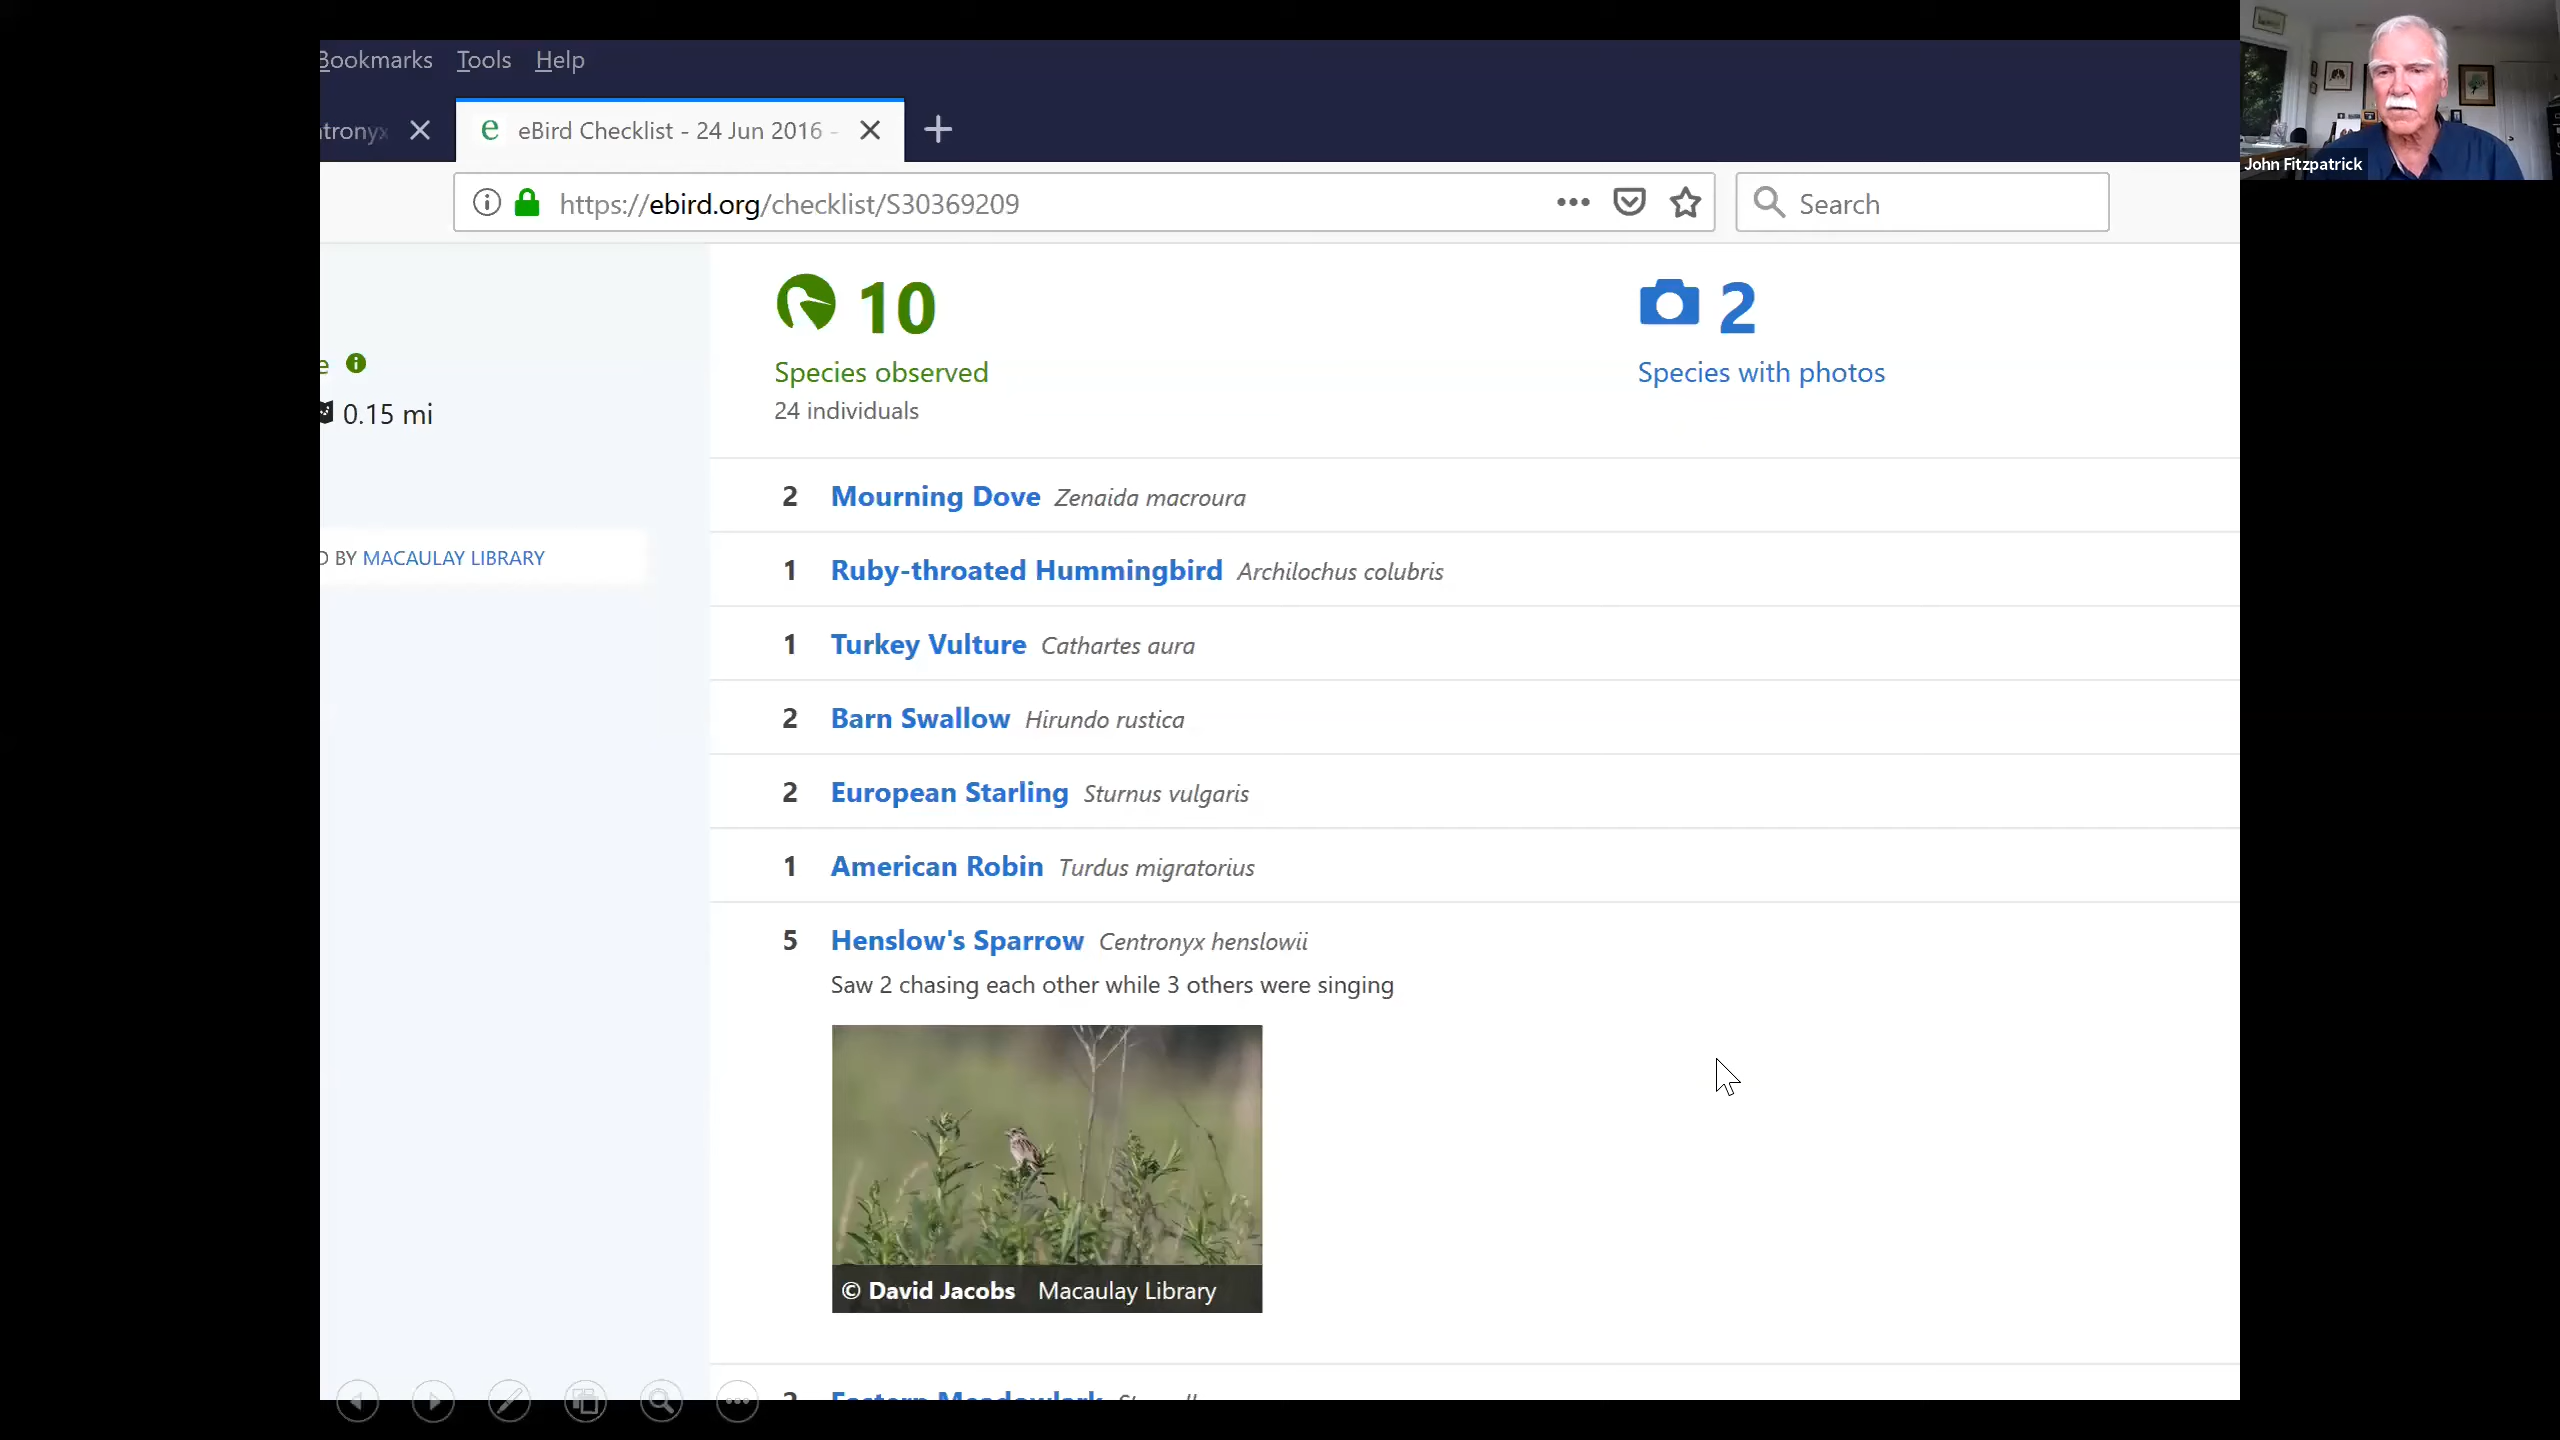 Bookmarks Tools Help
eBird Checklist - 24 Jun 2016 -
https://ebird.org/checklist/S30369209
Search
John Fitzpatrick
10
2
Species observed
Species with photos
24 individuals
0.15 mi
BY MACAULAY LIBRARY
2 Mourning Dove Zenaida macroura
1 Ruby-throated Hummingbird Archilochus colubris
1 Turkey Vulture Cathartes aura
2 Barn Swallow Hirundo rustica
2 European Starling Sturnus vulgaris
1 American Robin Turdus migratorius
5 Henslow's Sparrow Centronyx henslowii
Saw 2 chasing each other while 3 others were singing
© David Jacobs Macaulay Library
Eastern Meadowlark